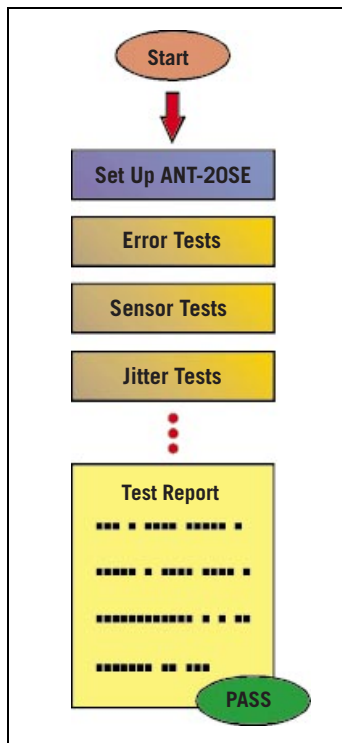 Start
Set Up ANT-20SE
Error Tests
Sensor Tests
Jitter Tests
Test Report
PASS